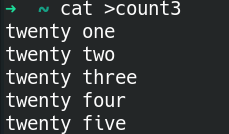 ➜ ~ cat >count3
twenty one
twenty two
twenty three
twenty four
twenty five